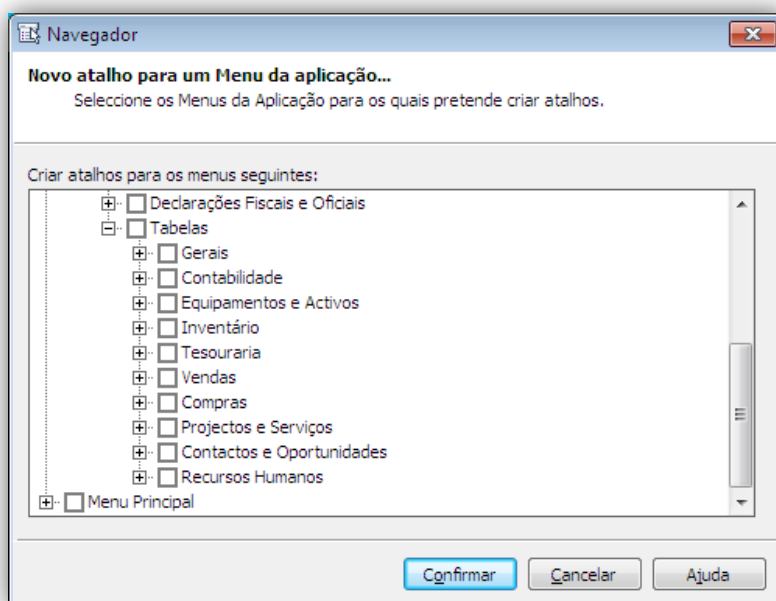 Navegador
Novo atalho para um Menu da aplicação...
Seleccione os Menus da Aplicação para os quais pretende criar atalhos.
Criar atalhos para os menus seguintes:
Declarações Fiscais e Oficiais
Tabelas
Gerais
Contabilidade
Equipamentos e Activos
Inventário
Tesouraria
Vendas
Compras
Projectos e Serviços
Contactos e Oportunidades
Recursos Humanos
Menu Principal
Confirmar Cancelar Ajuda